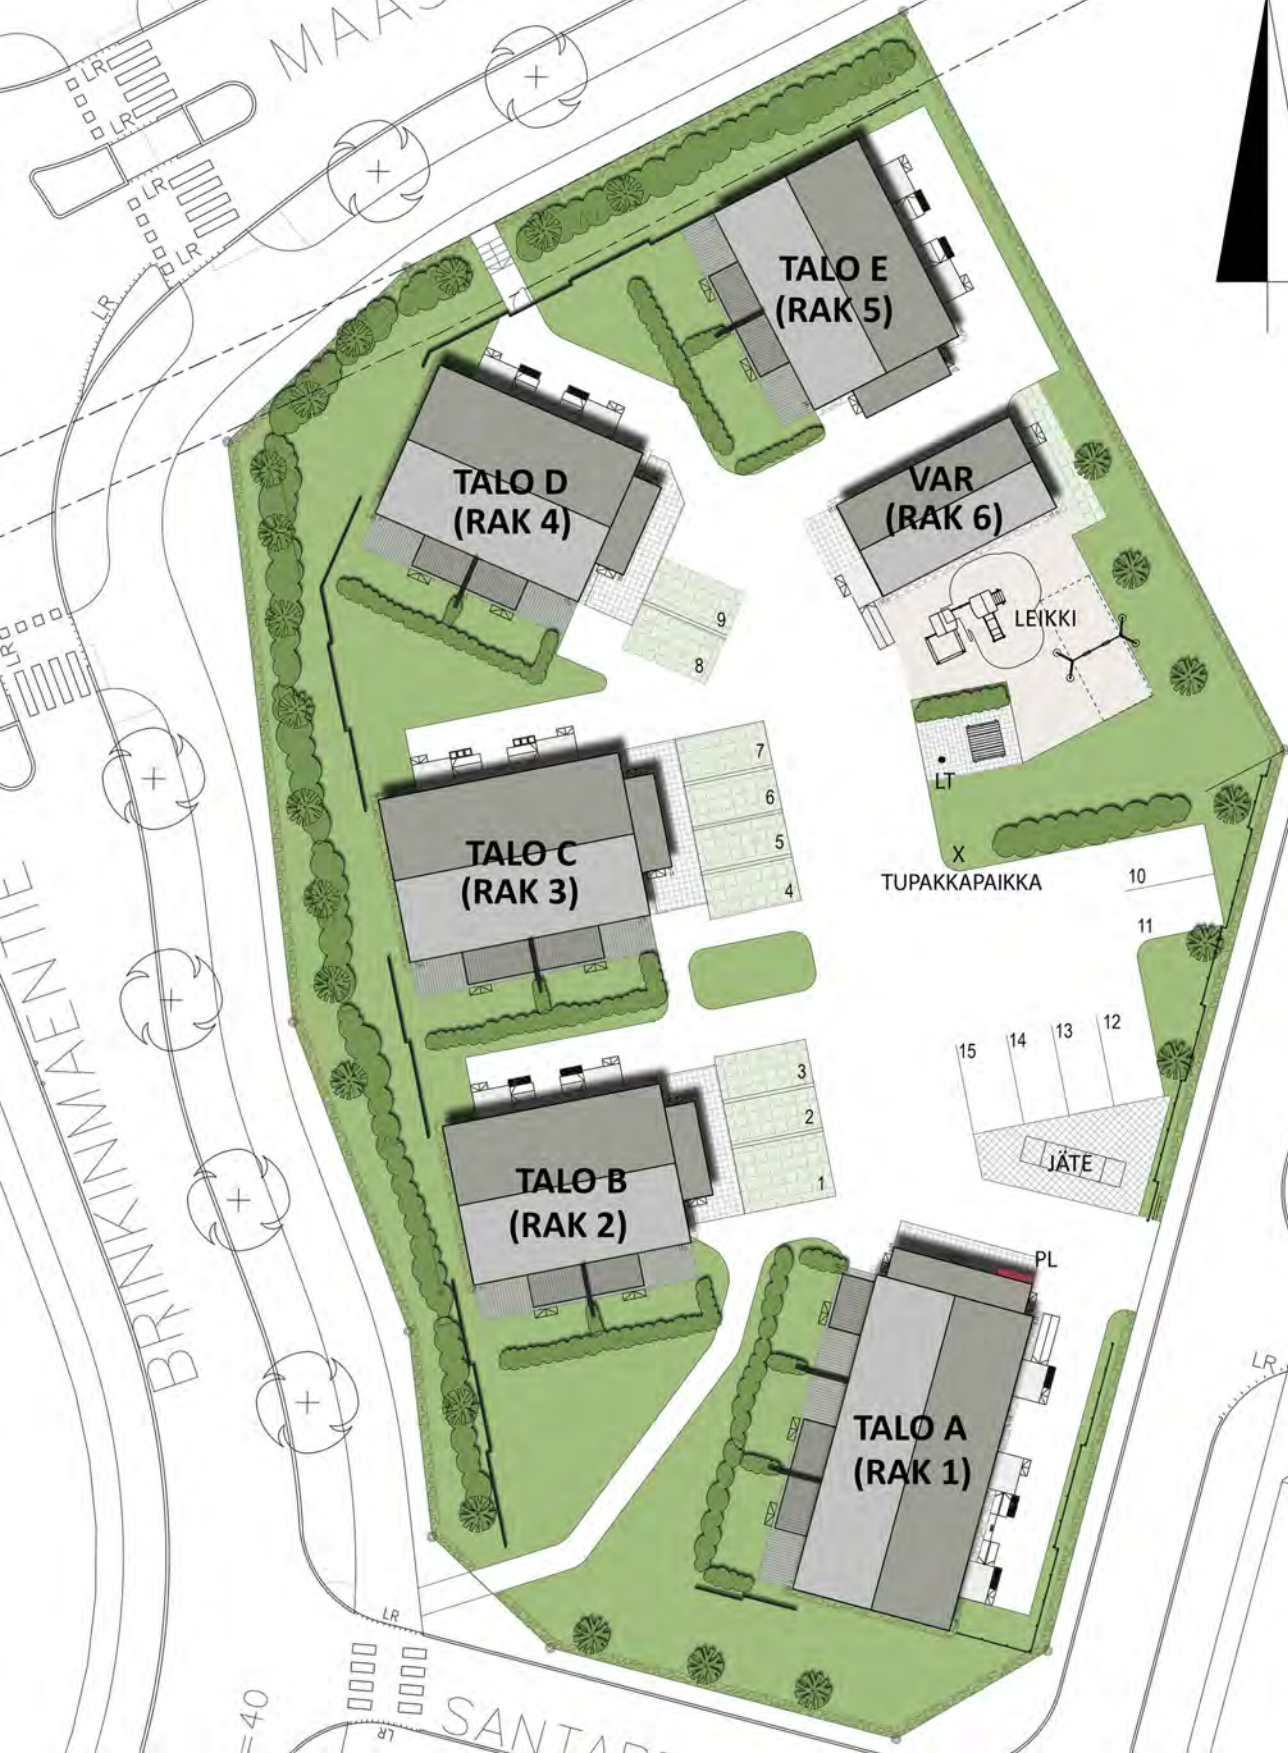 LR
LR
LR
LR
LR
TALO E
(RAK 5)
TALO D
(RAK 4)
VAR
(RAK 6)
LEIKKI
9
8
LR
7
6
5
4
LT
X
TUPAKKAPAIKKA
TALO C
(RAK 3)
10
11
BRINKINMAENTIE
15
14
13
12
3
2
1
JÄTE
TALO B
(RAK 2)
PL
LR
TALO A
(RAK 1)
LR
LR
=40